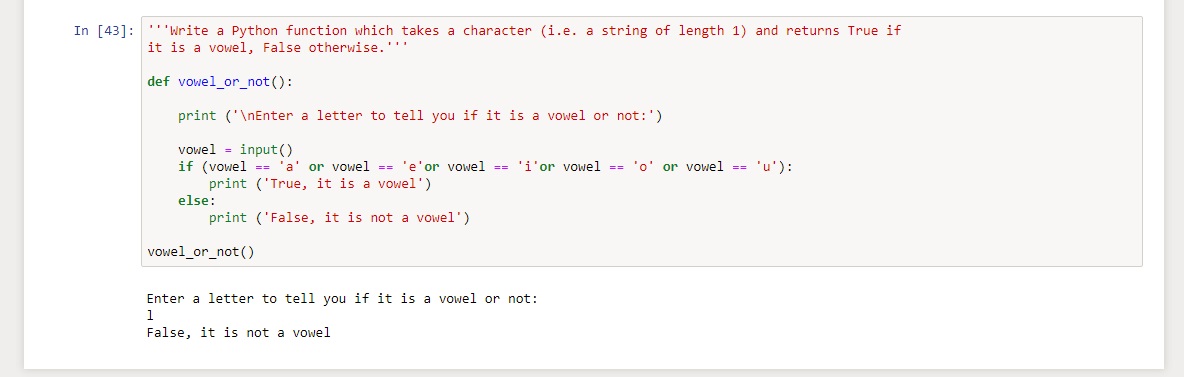 In [43]: '''Write a Python function which takes a character (i.e. a string of length 1) and returns True if
it is a vowel, False otherwise.'''
def vowel_or_not():
    print ('\nEnter a letter to tell you if it is a vowel or not:')
    vowel = input()
    if (vowel == 'a' or vowel == 'e'or vowel == 'i'or vowel == 'o' or vowel == 'u'):
        print ('True, it is a vowel')
    else:
        print ('False, it is not a vowel')
vowel_or_not()
Enter a letter to tell you if it is a vowel or not:
l
False, it is not a vowel